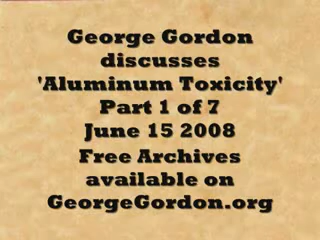 George Gordon
discusses
'Aluminum Toxicity'
Part 1 of 7
June 15 2008
Free Archives
available on
GeorgeGordon.org